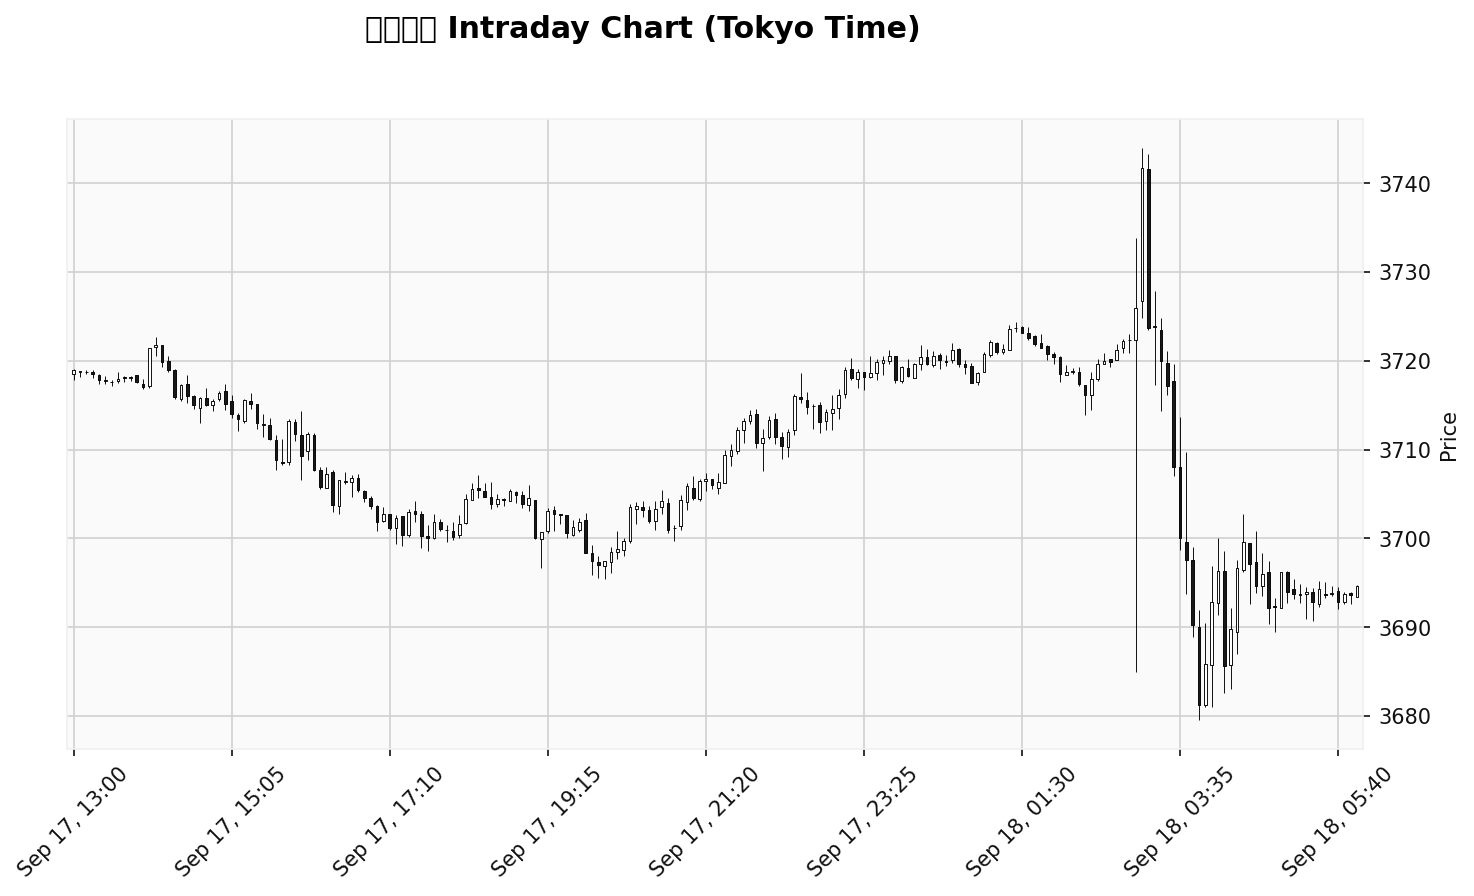 Intraday Chart (Tokyo Time)
3740
3730
3720
3710
3700
3690
3680
Price
Sep 17, 13:00
Sep 17, 15:05
Sep 17, 17:10
Sep 17, 19:15
Sep 17, 21:20
Sep 17, 23:25
Sep 18, 01:30
Sep 18, 03:35
Sep 18, 05:40